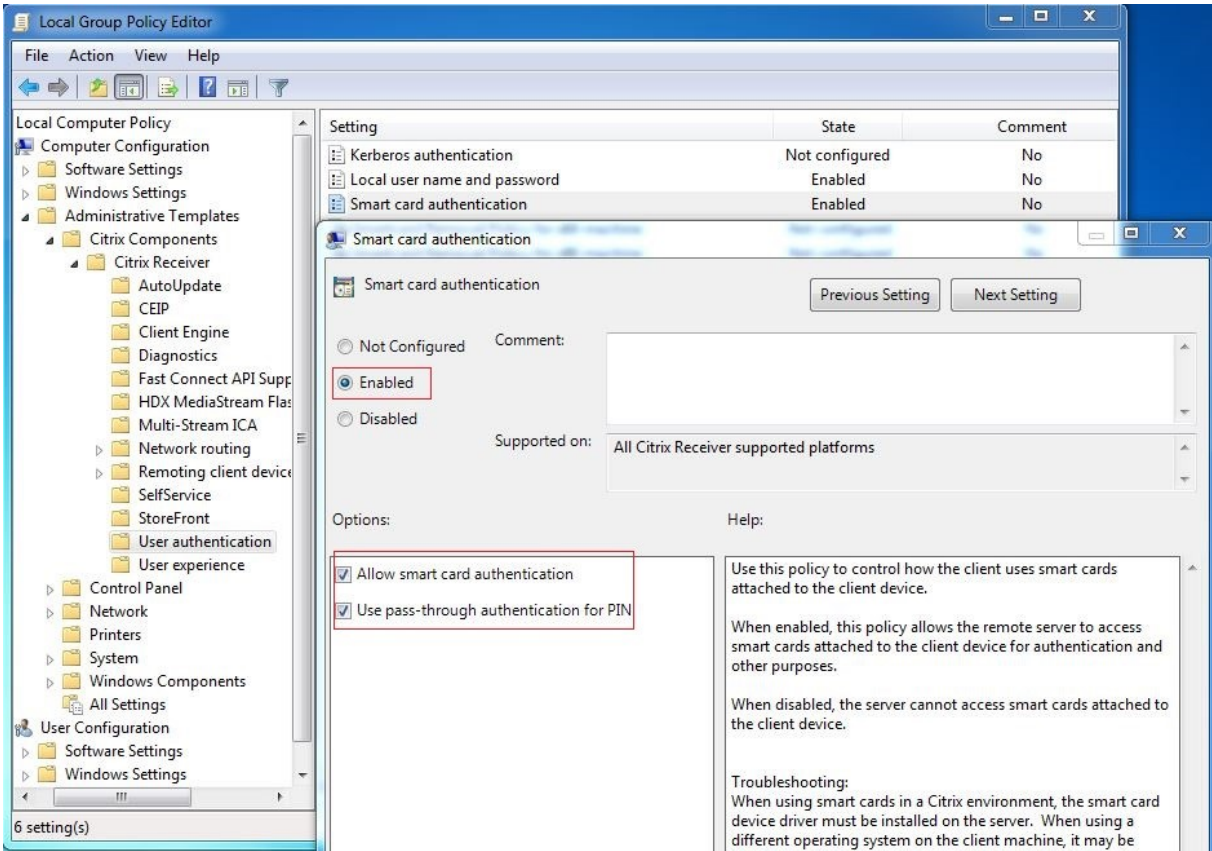 Local Group Policy Editor
File Action View Help
Local Computer Policy
Computer Configuration
Software Settings
Windows Settings
Administrative Templates
Citrix Components
Citrix Receiver
AutoUpdate
CEIP
Client Engine
Diagnostics
Fast Connect API Supp
HDX MediaStream Flas
Multi-Stream ICA
Network routing
Remoting client device
SelfService
StoreFront
User authentication
User experience
Control Panel
Network
Printers
System
Windows Components
All Settings
User Configuration
Software Settings
Windows Settings
6 setting(s)
Setting State Comment
Kerberos authentication Not configured No
Local user name and password Enabled No
Smart card authentication Enabled No
Smart card authentication
Smart card authentication
Previous Setting Next Setting
Not Configured
Enabled
Disabled
Comment:
Supported on: All Citrix Receiver supported platforms
Options:
Allow smart card authentication
Use pass-through authentication for PIN
Help:
Use this policy to control how the client uses smart cards
attached to the client device.
When enabled, this policy allows the remote server to access
smart cards attached to the client device for authentication and
other purposes.
When disabled, the server cannot access smart cards attached to
the client device.
Troubleshooting:
When using smart cards in a Citrix environment, the smart card
device driver must be installed on the server. When using a
different operating system on the client machine, it may be